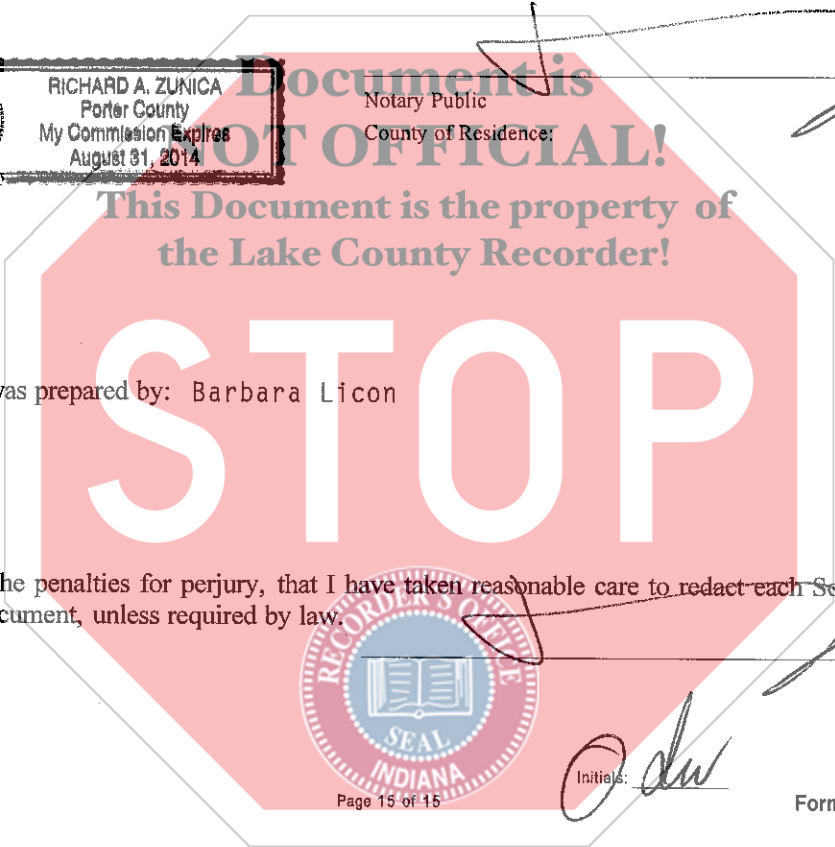 Document is
RICHARD A. ZUNICA
Porter County
My Commission Expires
August 31, 2014
Notary Public
County of Residence:
NOT OFFICIAL!
This Document is the property of
the Lake County Recorder!
STOP
was prepared by: Barbara Licon
he penalties for perjury, that I have taken reasonable care to redact each
cument, unless required by law.
RECORDER'S OFFICE
SEAL
INDIANA
Initials:
Page 15 of 15
Form